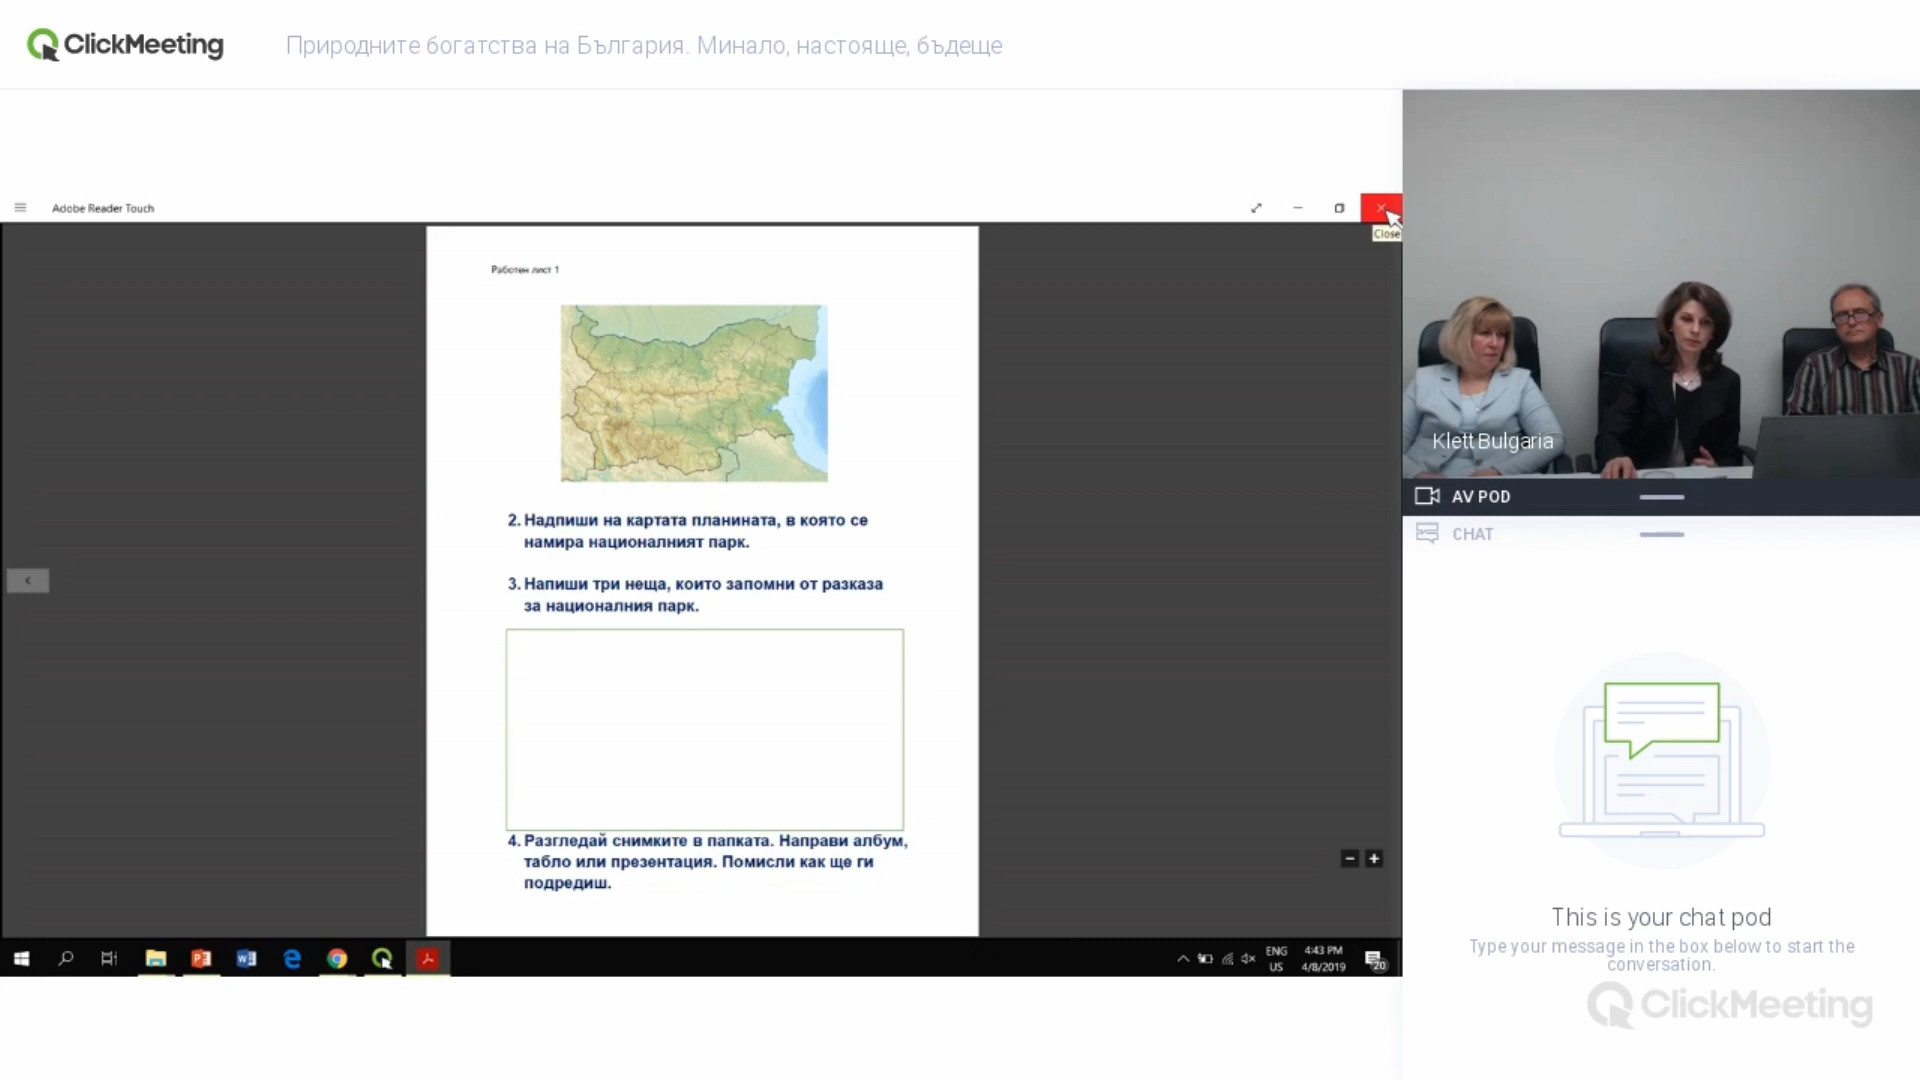 ClickMeeting
Природните богатства на България. Минало, настояще, бъдеще
Adobe Reader Touch
Close
Работен лист 1
2. Надпиши на картата планината, в която се
намира националният парк.
3. Напиши три неща, които запомни от разказа
за националния парк.
4. Разгледай снимките в папката. Направи албум,
табло или презентация. Помисли как ще ги
подредиш.
ENG
US
4:43 PM
4/8/2019
20
Klett Bulgaria
AV POD
CHAT
This is your chat pod
Type your message in the box below to start the
conversation.
ClickMeeting